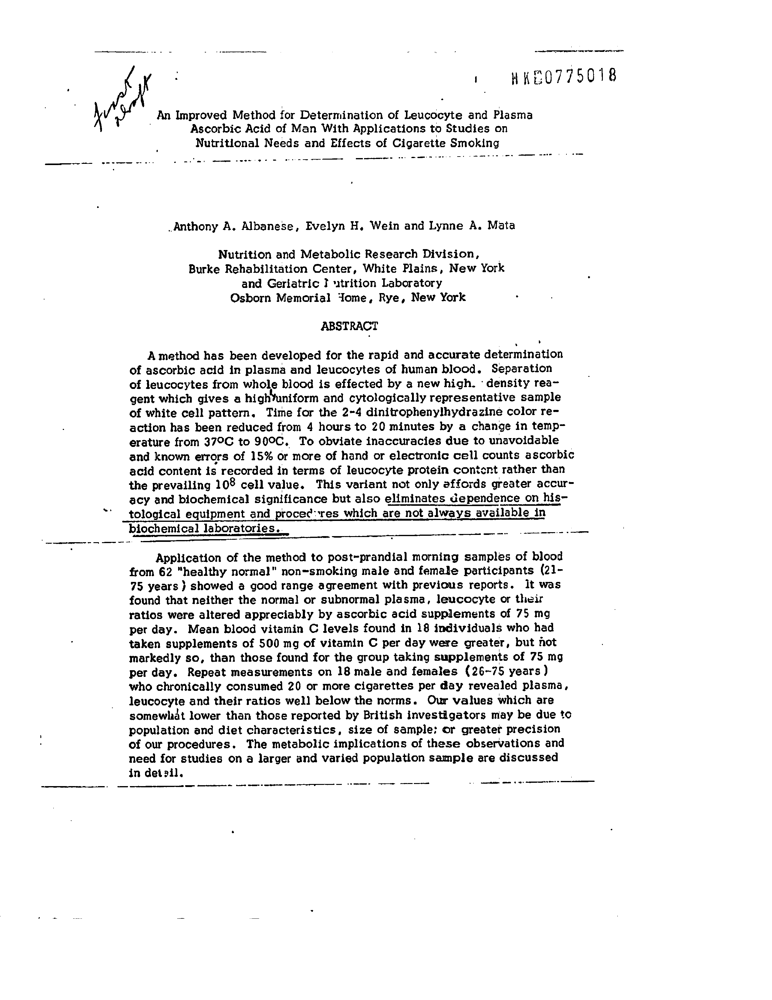 HKE0775018
first
draft
An Improved Method for Determination of Leucocyte and Plasma
Ascorbic Acid of Man With Applications to Studies on
Nutritional Needs and Effects of Cigarette Smoking
Anthony A. Albanese, Evelyn H. Wein and Lynne A. Mata
Nutrition and Metabolic Research Division,
Burke Rehabilitation Center, White Plains, New York
and Geriatric Nutrition Laboratory
Osborn Memorial Home, Rye, New York
ABSTRACT
A method has been developed for the rapid and accurate determination
of ascorbic acid in plasma and leucocytes of human blood. Separation
of leucocytes from whole blood is effected by a new high density rea-
gent which gives a high uniform and cytologically representative sample
of white cell pattern. Time for the 2-4 dinitrophenylhydrazine color re-
action has been reduced from 4 hours to 20 minutes by a change in temp-
erature from 37ºC to 90ºC. To obviate inaccuracies due to unavoidable
and known errors of 15% or more of hand or electronic cell counts ascorbic
acid content is recorded in terms of leucocyte protein content rather than
the prevailing 10⁸ cell value. This variant not only affords greater accur-
acy and biochemical significance but also eliminates dependence on his-
tological equipment and procedures which are not always available in
biochemical laboratories.
Application of the method to post-prandial morning samples of blood
from 62 "healthy normal" non-smoking male and female participants (21-
75 years) showed a good range agreement with previous reports. It was
found that neither the normal or subnormal plasma, leucocyte or their
ratios were altered appreciably by ascorbic acid supplements of 75 mg
per day. Mean blood vitamin C levels found in 18 individuals who had
taken supplements of 500 mg of vitamin C per day were greater, but not
markedly so, than those found for the group taking supplements of 75 mg
per day. Repeat measurements on 18 male and females (26-75 years)
who chronically consumed 20 or more cigarettes per day revealed plasma,
leucocyte and their ratios well below the norms. Our values which are
somewhat lower than those reported by British investigators may be due to
population and diet characteristics, size of sample; or greater precision
of our procedures. The metabolic implications of these observations and
need for studies on a larger and varied population sample are discussed
in detail.